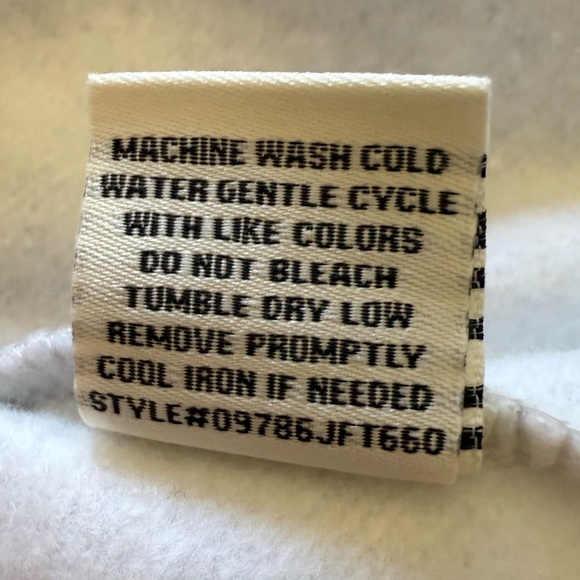 MACHINE WASH COLD
WATER GENTLE CYCLE
WITH LIKE COLORS
DO NOT BLEACH
TUMBLE DRY LOW
REMOVE PROMPTLY
COOL IRON IF NEEDED
STYLE#09786JFT660